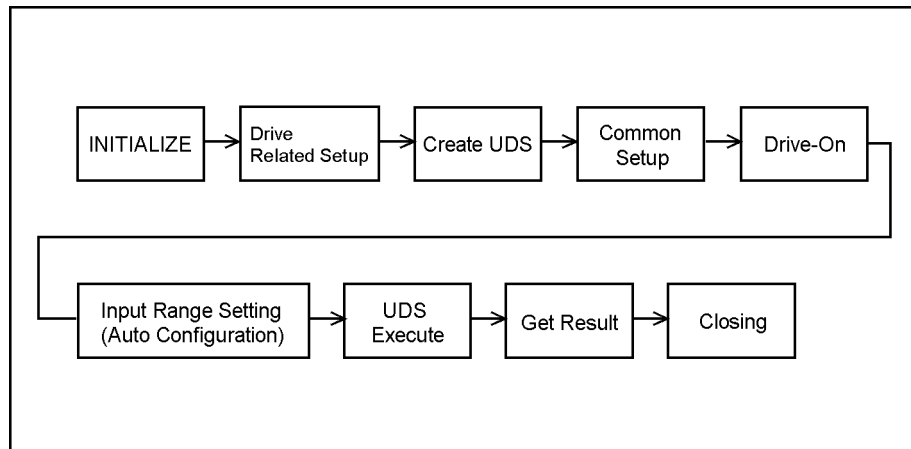 INITIALIZE
Drive
Related Setup
Create UDS
Common
Setup
Drive-On
Input Range Setting
(Auto Configuration)
UDS
Execute
Get Result
Closing